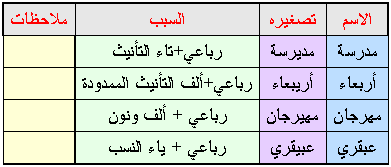 الاسم تصغيره السبب ملاحظات
مدرسة مديرسة رباعي+تاء التأنيث
أربعاء أريبعاء رباعي+ألف التأنيث الممدودة
مهرجان مهيرجان رباعي + ألف ونون
عبقري عبيقري رباعي + ياء النسب